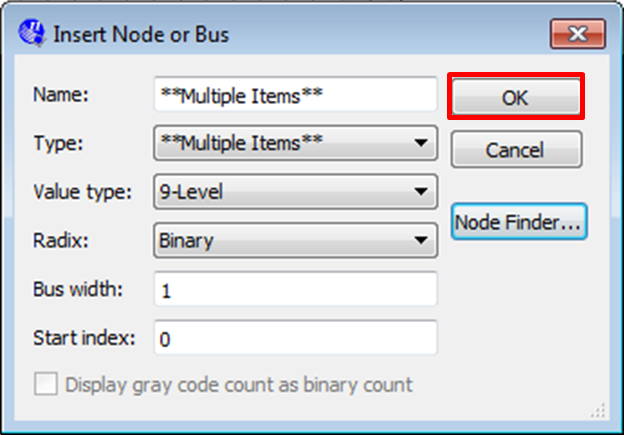 Insert Node or Bus
Name: **Multiple Items** OK
Type: **Multiple Items** Cancel
Value type: 9-Level
Node Finder...
Radix: Binary
Bus width: 1
Start index: 0
Display gray code count as binary count